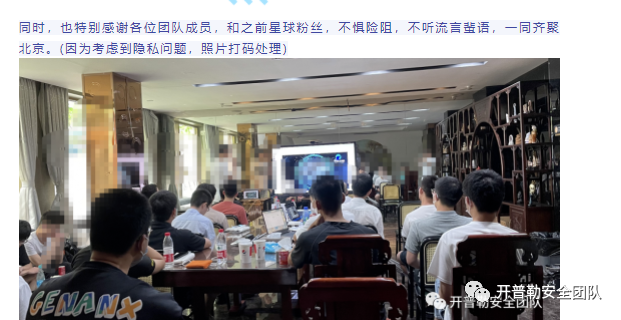 同时，也特别感谢各位团队成员，和之前星球粉丝，不惧险阻，不听流言蜚语，一同齐聚
北京。(因为考虑到隐私问题，照片打码处理)
GENANX
开普勒安全团队
开普勒安全团队